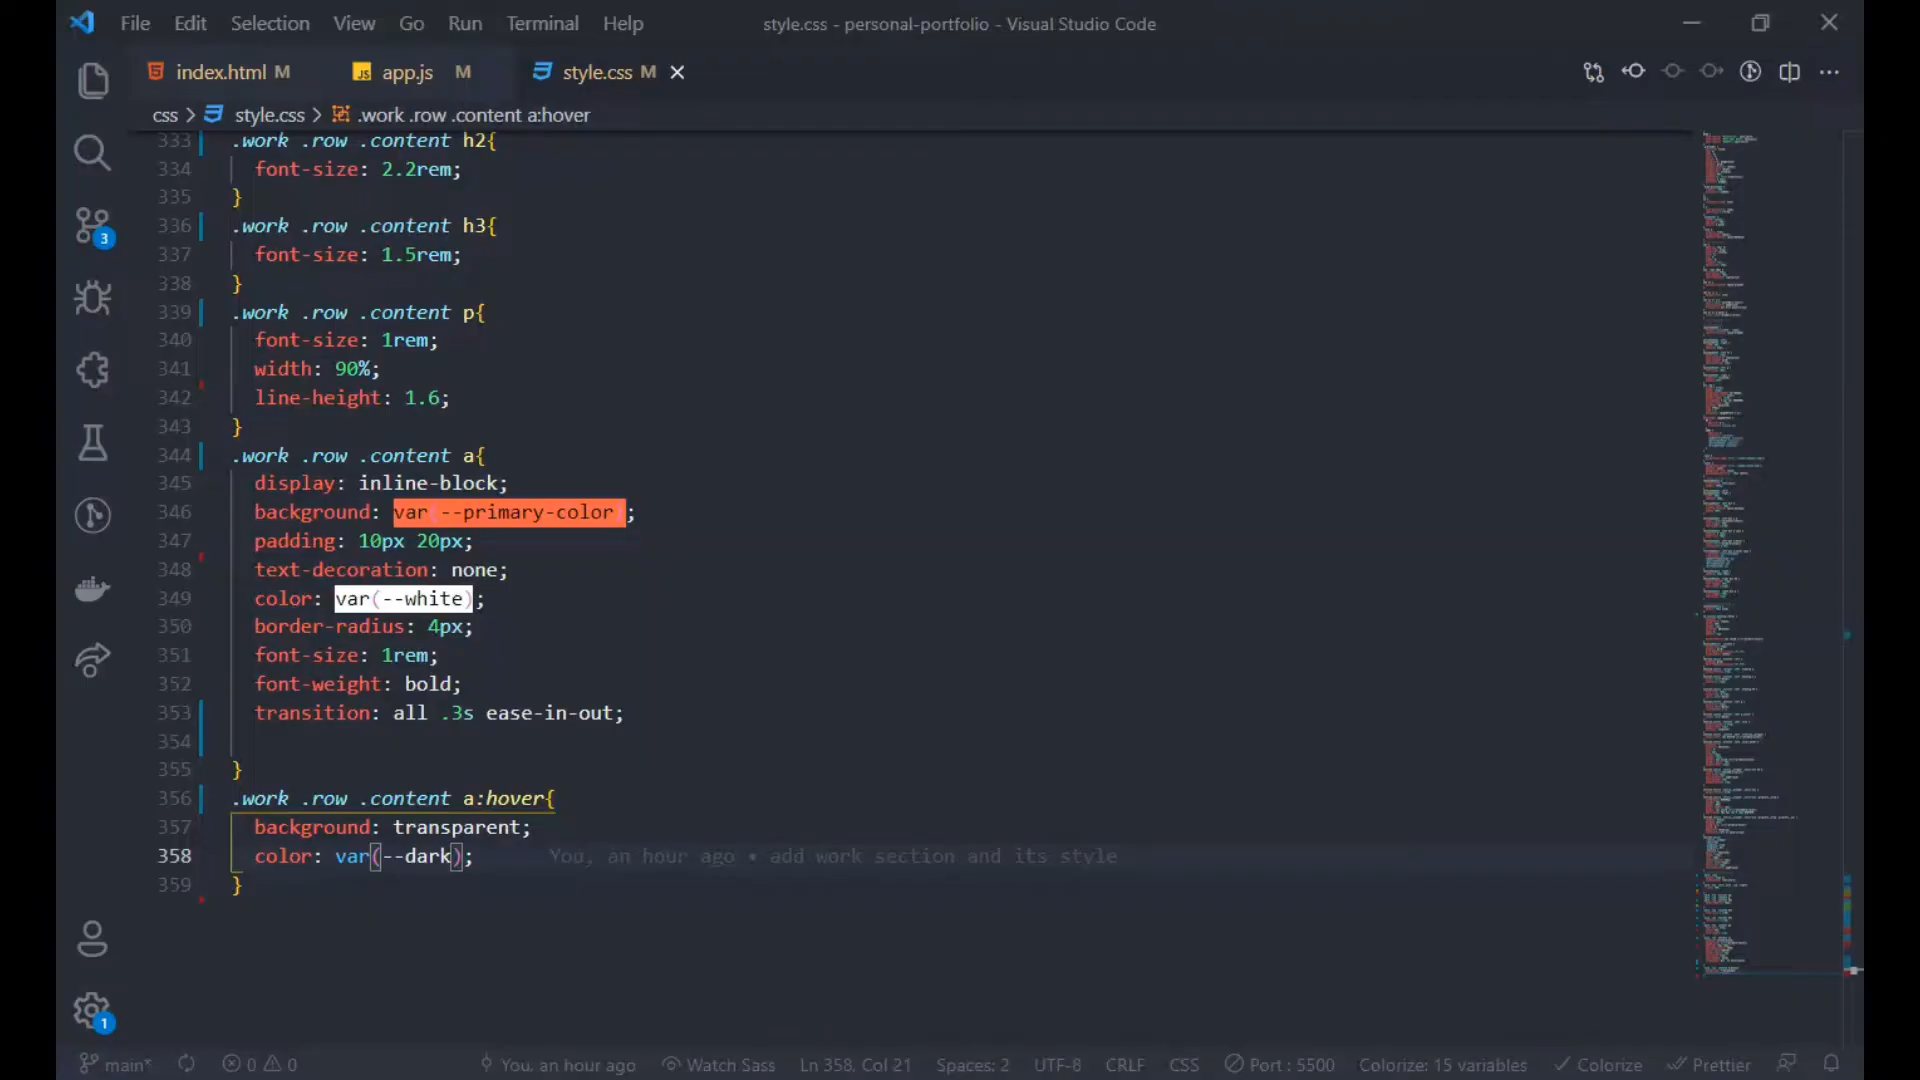 File Edit Selection View Go Run Terminal Help style.css - personal-portfolio - Visual Studio Code
index.html M JS app.js M style.css M
css > style.css > .work .row .content a:hover
333 .work .row .content h2{
334 font-size: 2.2rem;
335 }
336 .work .row .content h3{
337 font-size: 1.5rem;
338 }
339 .work .row .content p{
340 font-size: 1rem;
341 width: 90%;
342 line-height: 1.6;
343 }
344 .work .row .content a{
345 display: inline-block;
346 background: var(--primary-color);
347 padding: 10px 20px;
348 text-decoration: none;
349 color: var(--white);
350 border-radius: 4px;
351 font-size: 1rem;
352 font-weight: bold;
353 transition: all .3s ease-in-out;
354
355 }
356 .work .row .content a:hover{
357 background: transparent;
358 color: var(--dark); You, an hour ago • add work section and its style
359 }
3
1
main* 0 0 You, an hour ago Watch Sass Ln 358, Col 21 Spaces: 2 UTF-8 CRLF CSS Port : 5500 Colorize: 15 variables Colorize Prettier